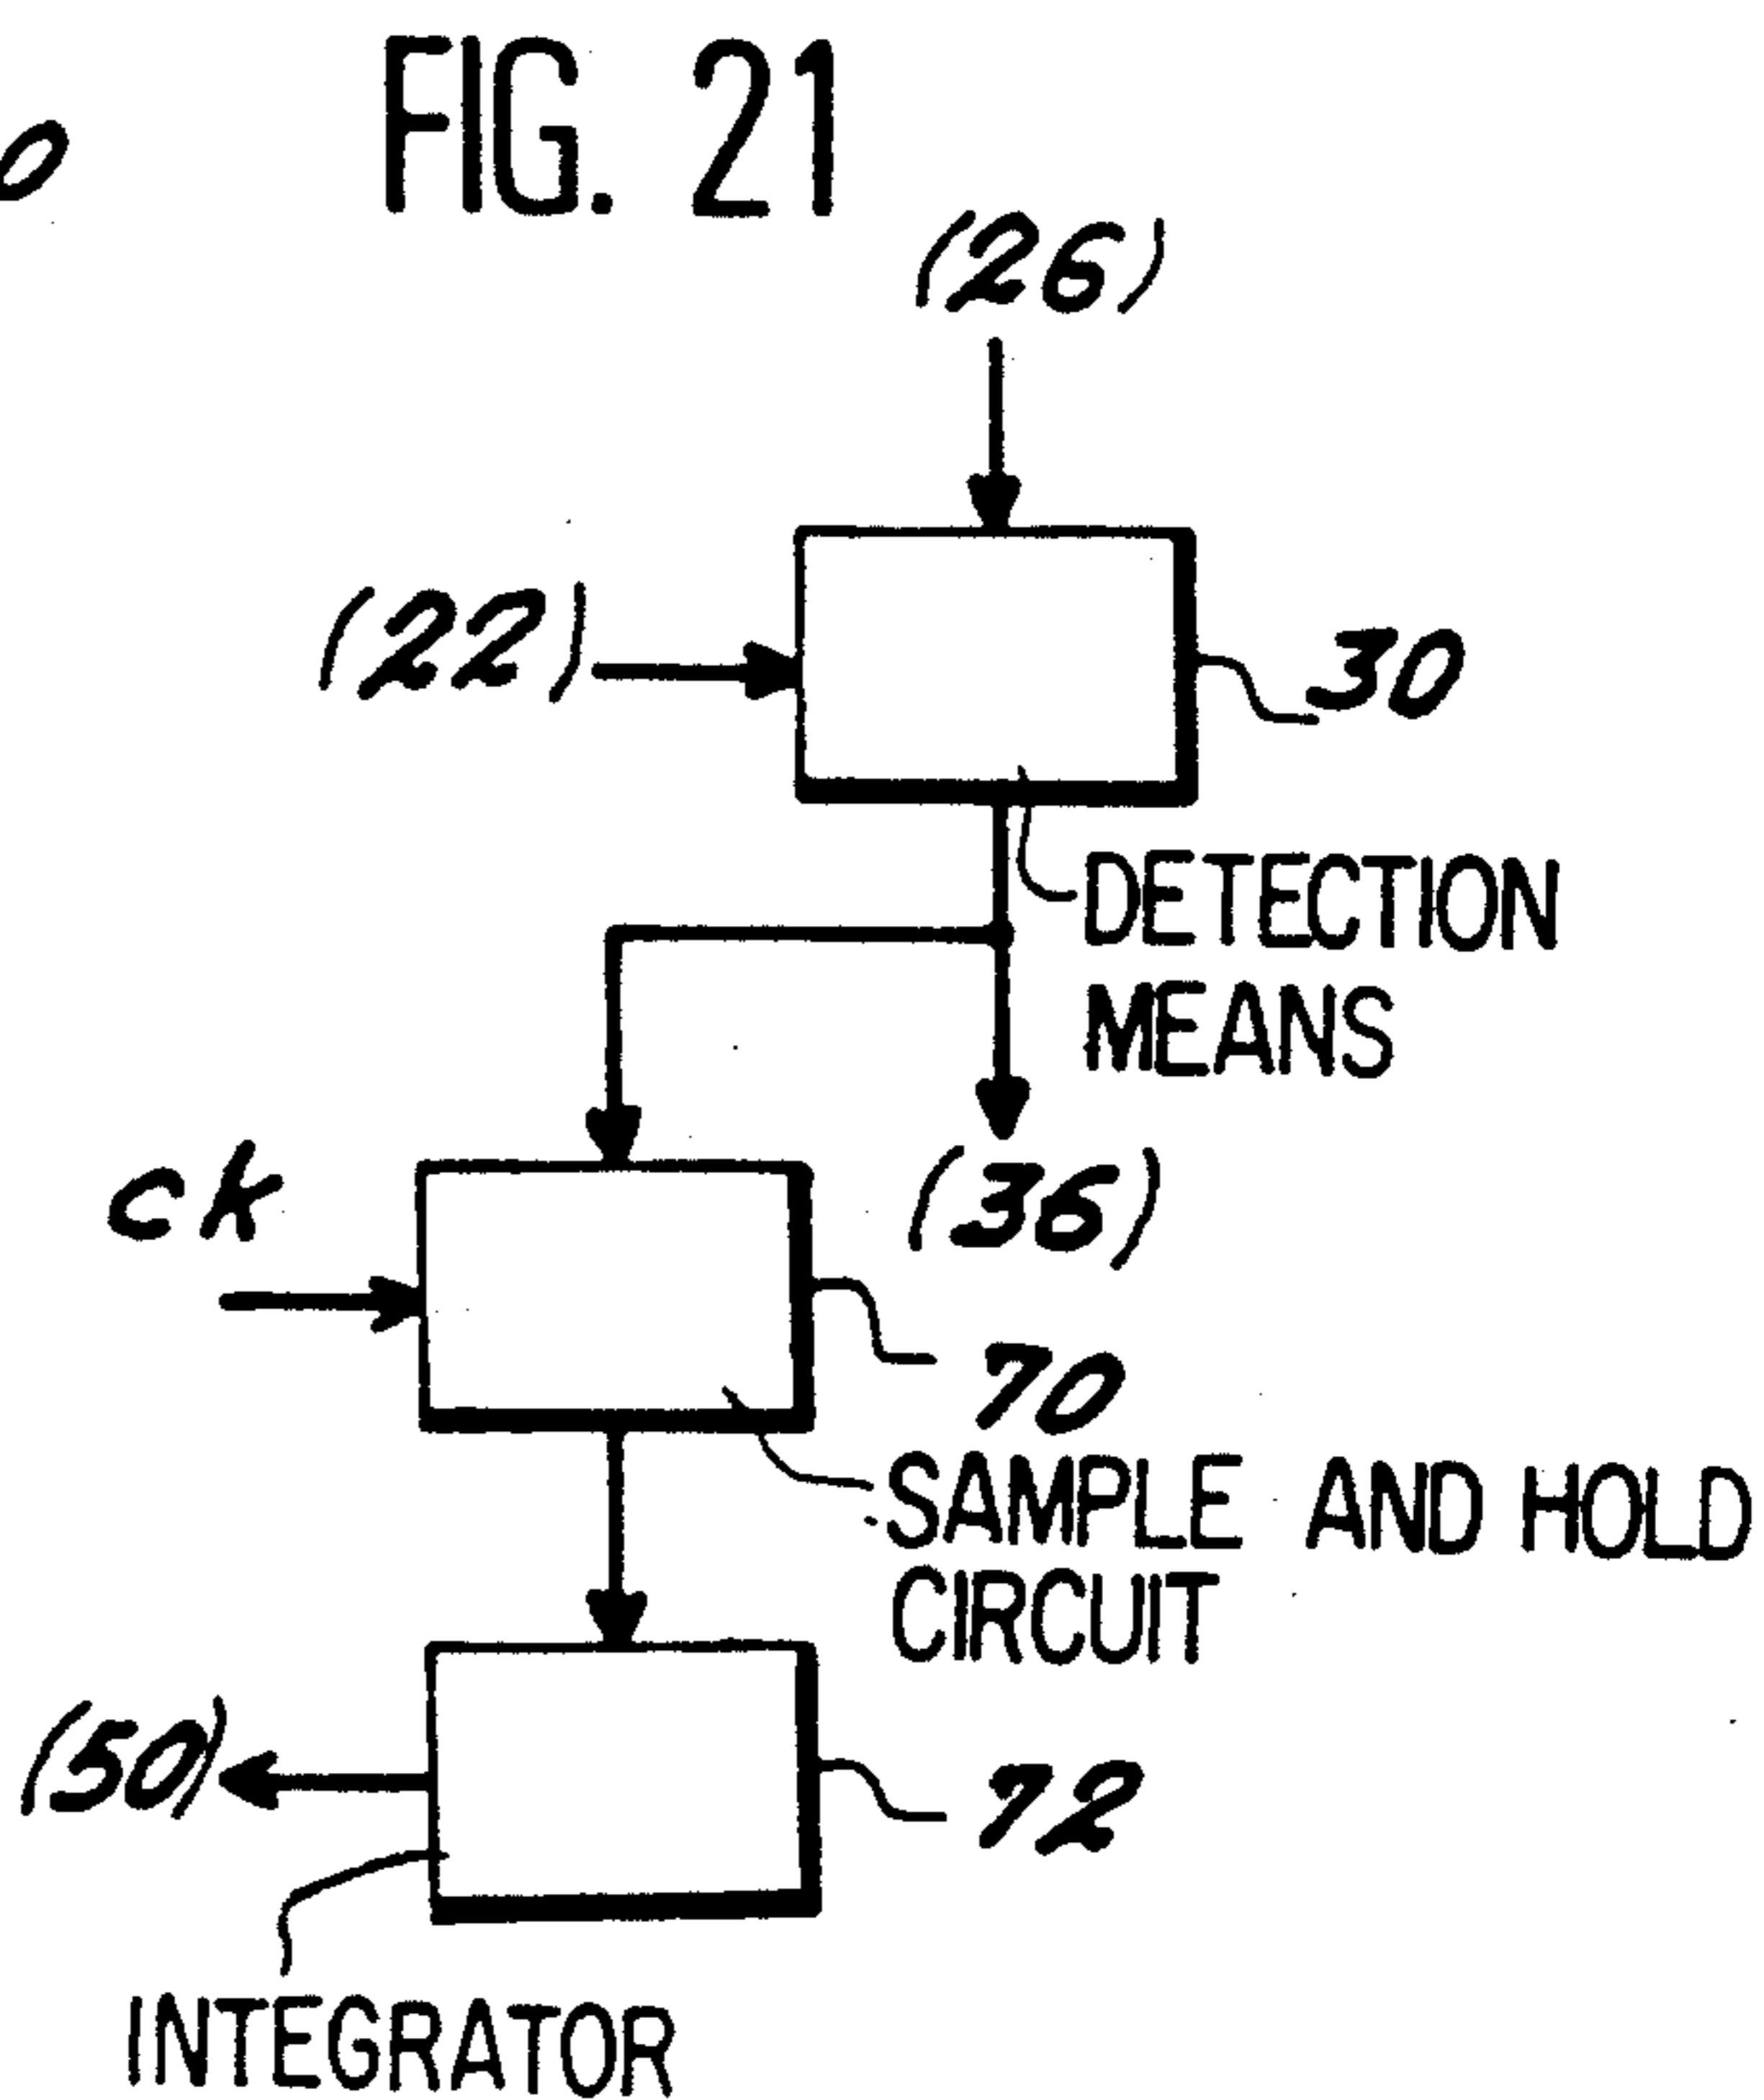 FIG. 21
(26)
(22)
30
DETECTION
MEANS
ck
(36)
70
SAMPLE AND HOLD
CIRCUIT
(50)
72
INTEGRATOR